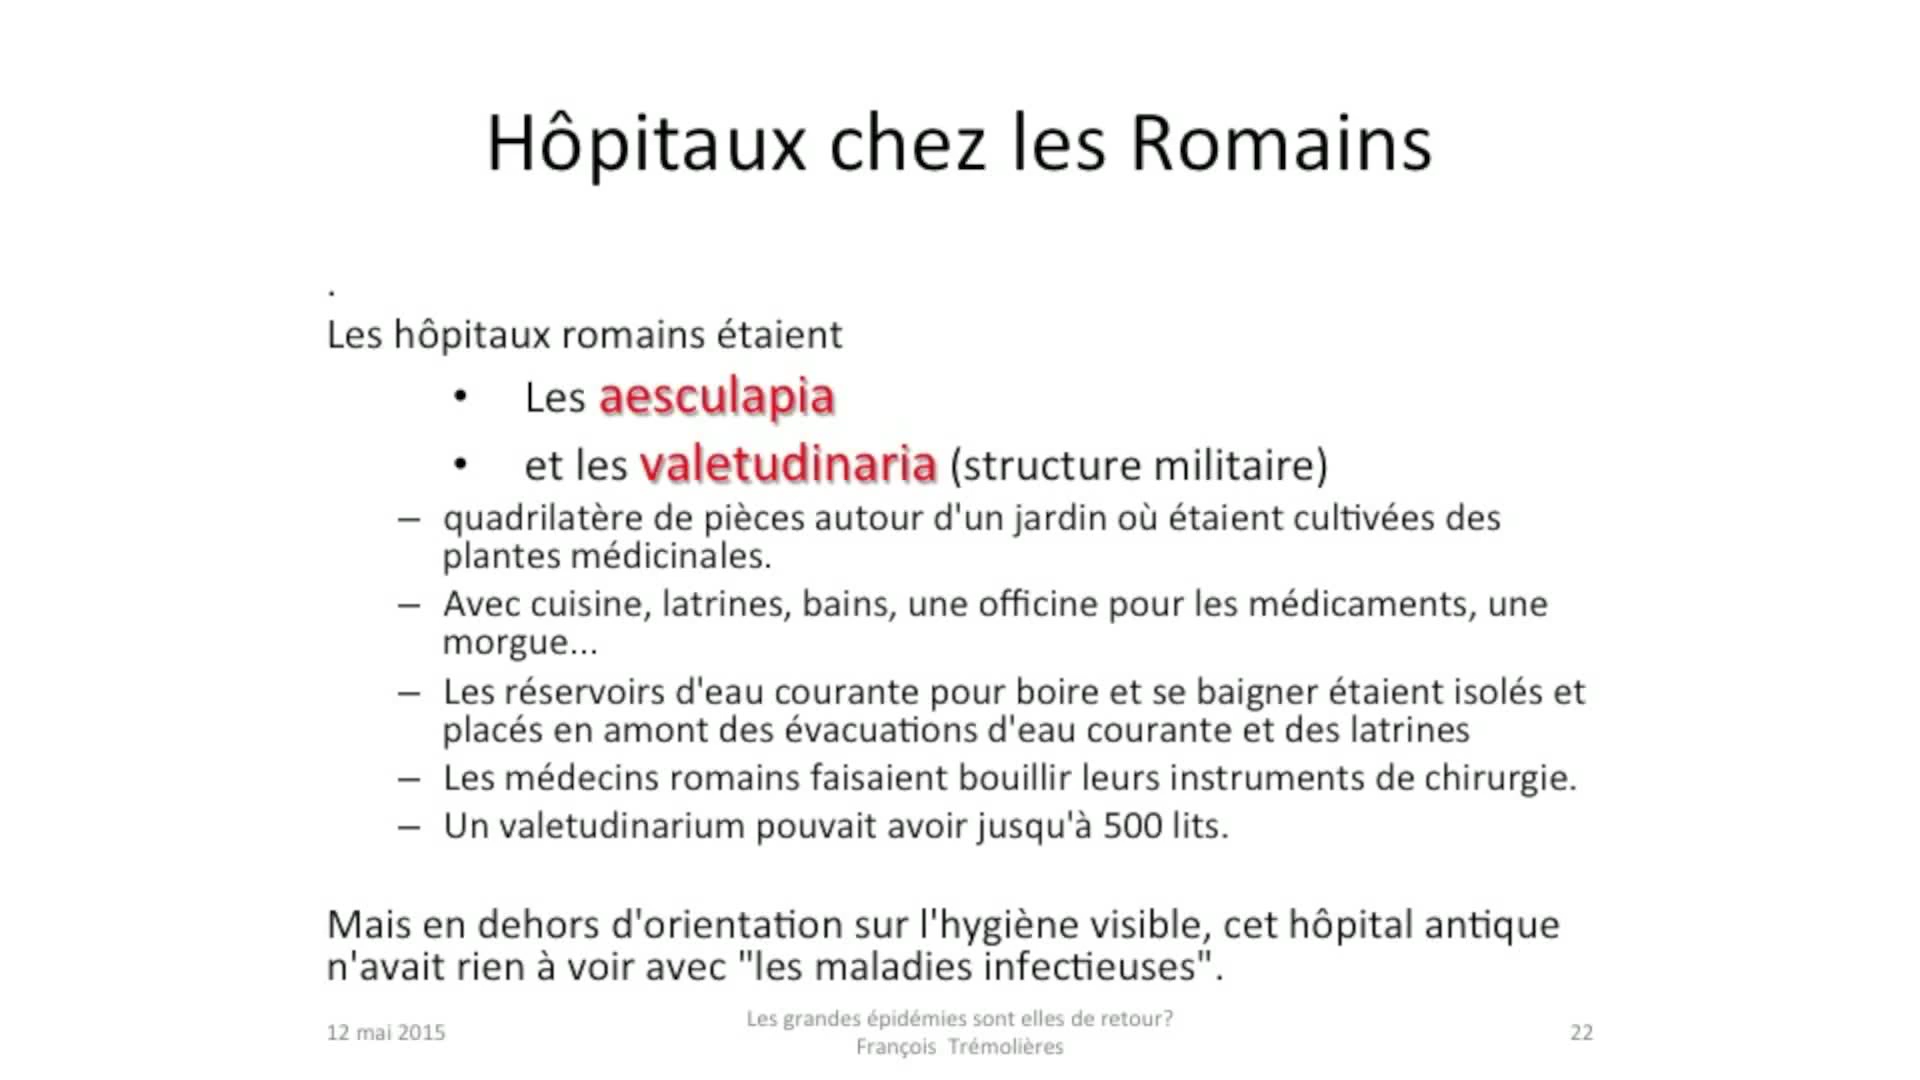 Hôpitaux chez les Romains
.
Les hôpitaux romains étaient
• Les aesculapia
• et les valetudinaria (structure militaire)
– quadrilatère de pièces autour d'un jardin où étaient cultivées des
plantes médicinales.
– Avec cuisine, latrines, bains, une officine pour les médicaments, une
morgue...
– Les réservoirs d'eau courante pour boire et se baigner étaient isolés et
placés en amont des évacuations d'eau courante et des latrines
– Les médecins romains faisaient bouillir leurs instruments de chirurgie.
– Un valetudinarium pouvait avoir jusqu'à 500 lits.
Mais en dehors d'orientation sur l'hygiène visible, cet hôpital antique
n'avait rien à voir avec "les maladies infectieuses".
12 mai 2015
Les grandes épidémies sont elles de retour?
François Trémolières
22